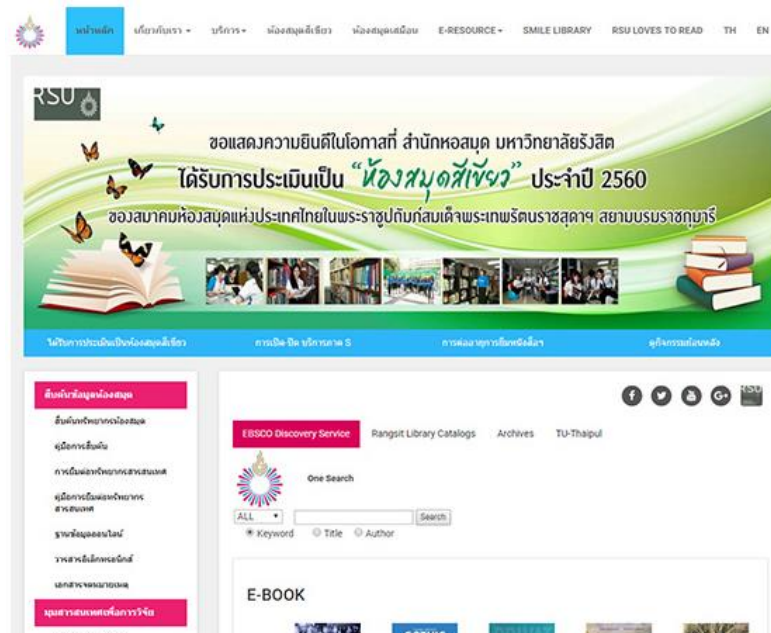 หน้าหลัก เกี่ยวกับเรา บริการ ห้องสมุดสีเขียว ห้องสมุดเสมือน E-RESOURCE SMILE LIBRARY RSU LOVES TO READ TH EN
RSU
ขอแสดงความยินดีในโอกาสที่ สำนักหอสมุด มหาวิทยาลัยรังสิต
ได้รับการประเมินเป็น “ห้องสมุดสีเขียว” ประจำปี 2560
ของสมาคมห้องสมุดแห่งประเทศไทยในพระราชูปถัมภ์สมเด็จพระเทพรัตนราชสุดาฯ สยามบรมราชกุมารี
ได้รับการประเมินเป็นห้องสมุดสีเขียว การเปิด-ปิด บริการภาค S การต่ออายุการยืมหนังสือฯ ดูกิจกรรมย้อนหลัง
สืบค้นข้อมูลห้องสมุด
สืบค้นทรัพยากรห้องสมุด
คู่มือการสืบค้น
การยืมต่อทรัพยากรสารสนเทศ
คู่มือการยืมต่อทรัพยากร
สารสนเทศ
ฐานข้อมูลออนไลน์
วารสารอิเล็กทรอนิกส์
เอกสารจดหมายเหตุ
มุมสารสนเทศเพื่อการวิจัย
RSU
EBSCO Discovery Service Rangsit Library Catalogs Archives TU-Thaipul
One Search
ALL Search
Keyword Title Author
E-BOOK